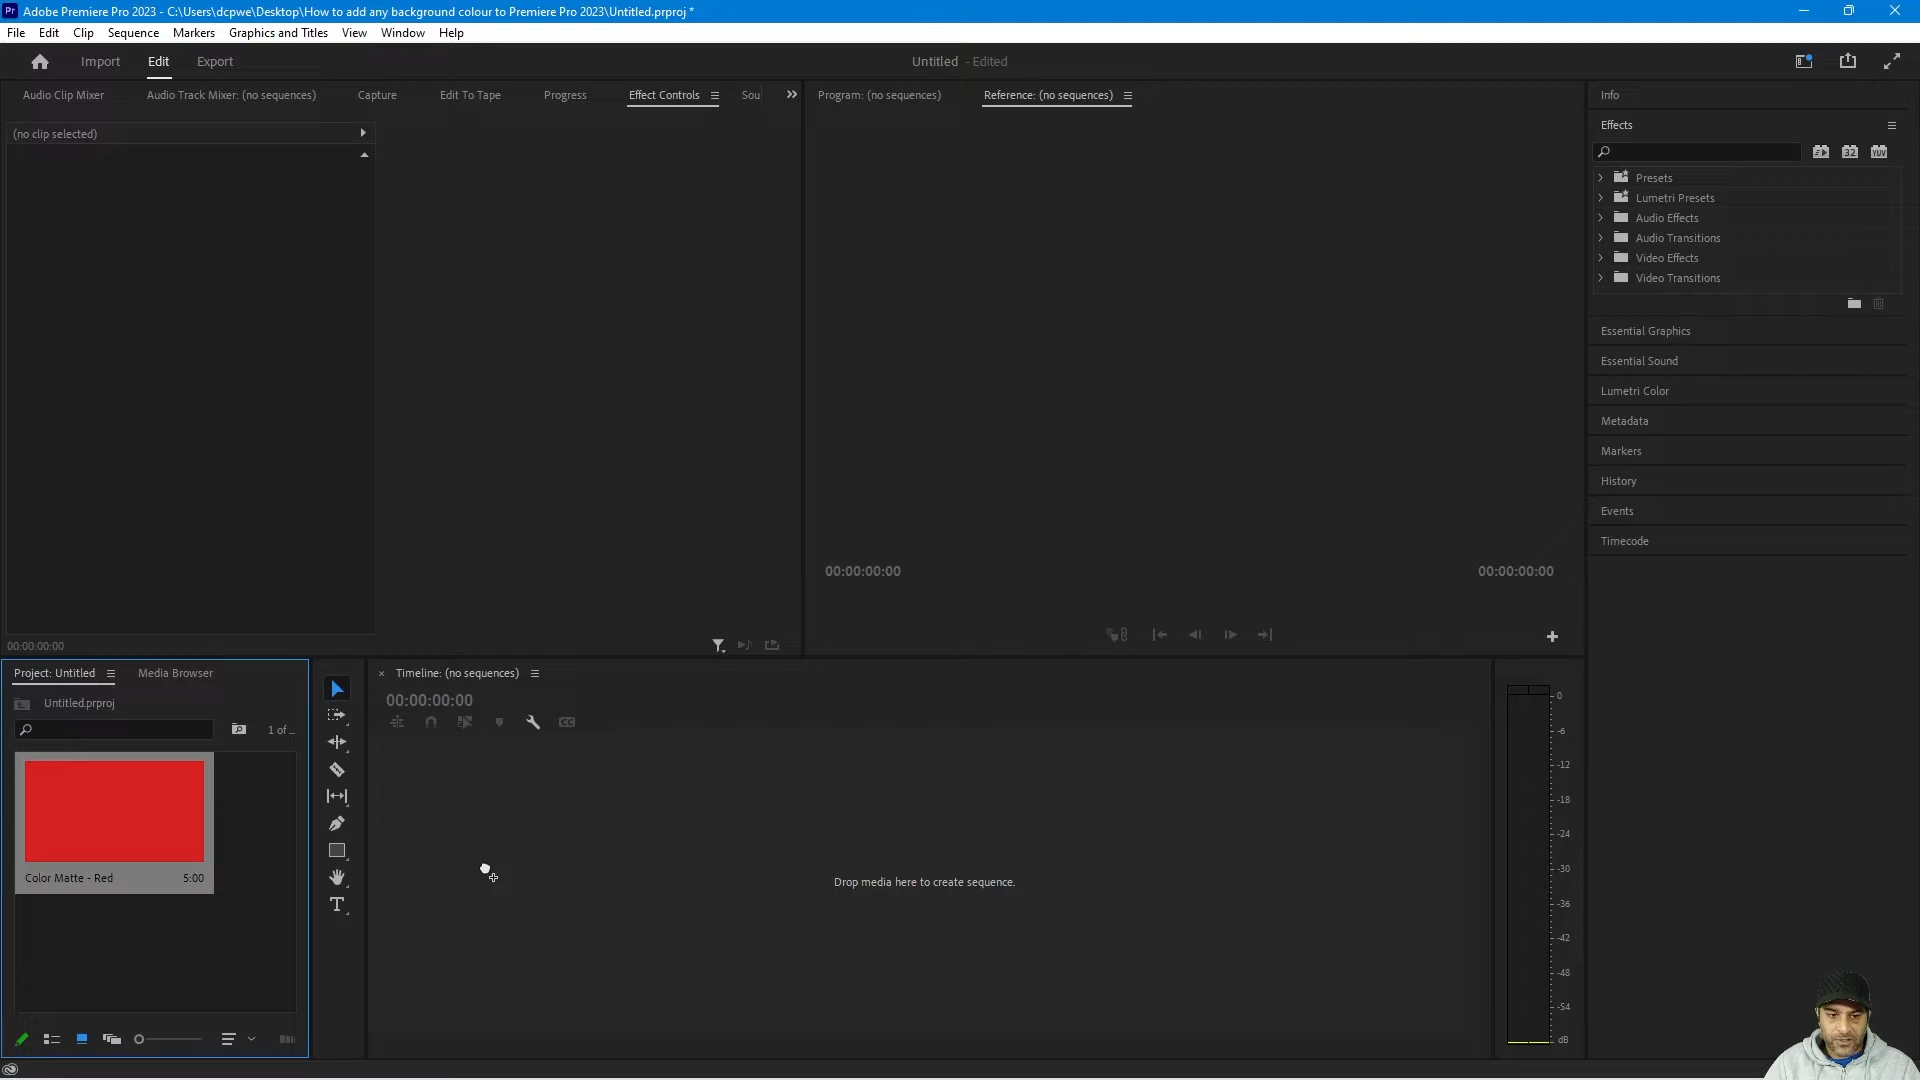 Adobe Premiere Pro 2023 - C:\Users\dcpwe\Desktop\How to add any background colour to Premiere Pro 2023\Untitled.prproj *
File Edit Clip Sequence Markers Graphics and Titles View Window Help
Import Edit Export Untitled - Edited
Audio Clip Mixer Audio Track Mixer: (no sequences) Capture Edit To Tape Progress Effect Controls Sou
Program: (no sequences) Reference: (no sequences)
Info
(no clip selected)
Effects
32 YUV
Presets
Lumetri Presets
Audio Effects
Audio Transitions
Video Effects
Video Transitions
Essential Graphics
Essential Sound
Lumetri Color
Metadata
Markers
History
Events
Timecode
00:00:00:00 00:00:00:00
00:00:00:00
Project: Untitled Media Browser
Untitled.prproj
1 of ...
Color Matte - Red 5:00
Timeline: (no sequences)
00:00:00:00
CC
T
Drop media here to create sequence.
0
-6
-12
-18
-24
-30
-36
-42
-48
-54
dB